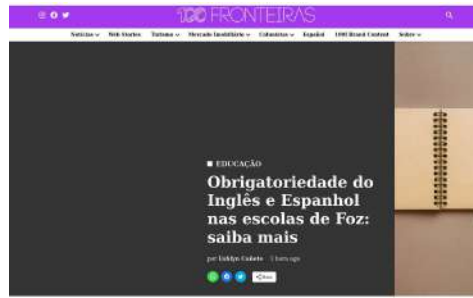 100 FRONTEIRAS
Notícias Web Stories Turismo Mercado Imobiliário Colunistas Español 100 Brand Content Sobre
EDUCAÇÃO
Obrigatoriedade do
Inglês e Espanhol
nas escolas de Foz:
saiba mais
por